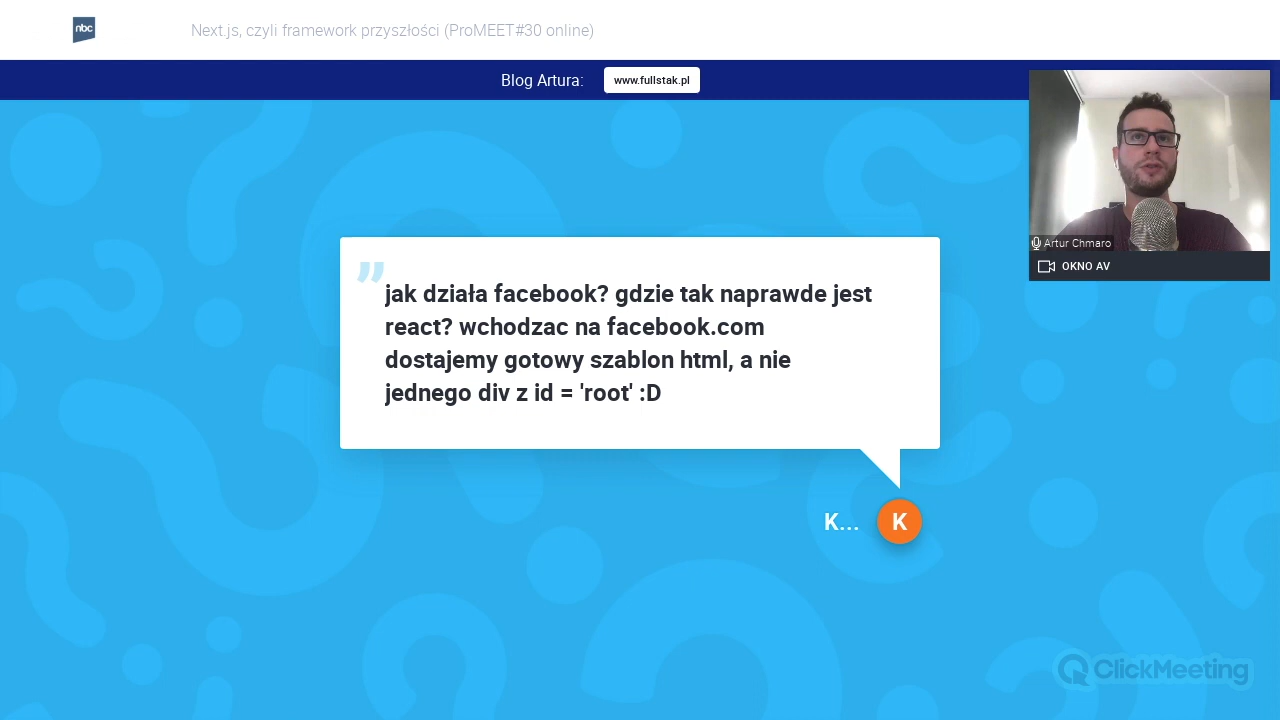 nbc
Next.js, czyli framework przyszłości (ProMEET#30 online)
Blog Artura:
www.fullstak.pl
Artur Chmaro
OKNO AV
jak działa facebook? gdzie tak naprawde jest
react? wchodzac na facebook.com
dostajemy gotowy szablon html, a nie
jednego div z id = 'root' :D
K...
K
ClickMeeting